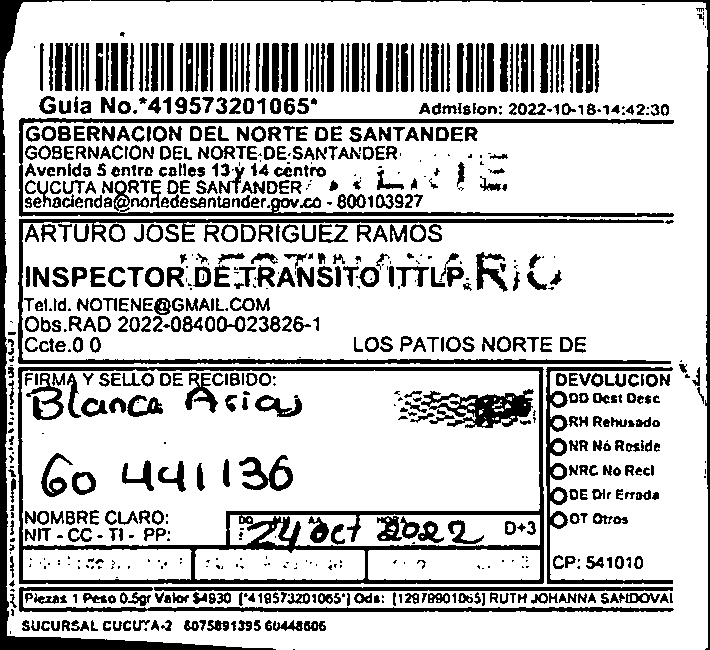 Guia No.*419573201065*
Admision: 2022-10-18-14:42:30
GOBERNACION DEL NORTE DE SANTANDER
GOBERNACION DEL NORTE DE SANTANDER
Avenida 5 entre calles 13 y 14 centro
CUCUTA NORTE DE SANTANDER
sehacienda@nortedesantander.gov.co - 800103927
ARTURO JOSE RODRIGUEZ RAMOS
DESTINATARIO
INSPECTOR DE TRANSITO ITTLP
Tel.Id. NOTIENE@GMAIL.COM
Obs.RAD 2022-08400-023826-1
Ccte.0 0 LOS PATIOS NORTE DE
FIRMA Y SELLO DE RECIBIDO:
Blanca Arias
60 441136
NOMBRE CLARO:
NIT - CC - TI - PP:
DD MM AA HORA
24 Oct 2022 D+3
DEVOLUCION
DD Dest Desc
RH Rehusado
NR No Reside
NRC No Recl
DE Dir Errada
OT Otros
CP: 541010
Piezas 1 Peso 0.5gr Valor $4930 [*419573201065*] Ods: [12979901065] RUTH JOHANNA SANDOVAL
SUCURSAL CUCUTA-2 6075891395 60448606